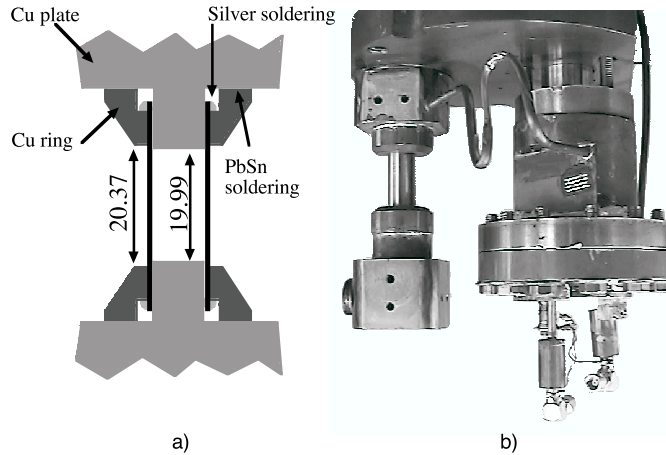 Cu plate
Silver soldering
Cu ring
PbSn
soldering
20.37
19.99
a)
b)